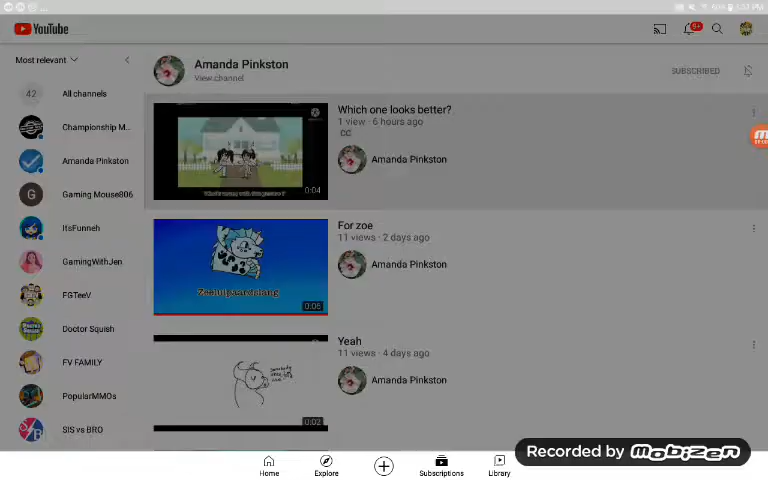 YouTube
9+
Most relevant
42
All channels
Championship M...
Amanda Pinkston
G
Gaming Mouse806
ItsFunneh
GamingWithJen
FGTeeV
Doctor Squish
FV FAMILY
PopularMMOs
SIS vs BRO
Amanda Pinkston
View channel
SUBSCRIBED
Which one looks better?
1 view · 6 hours ago
CC
Amanda Pinkston
0:04
For zoe
11 views · 2 days ago
Amanda Pinkston
0:06
Yeah
11 views · 4 days ago
Amanda Pinkston
0:02
Home
Explore
Subscriptions
Library
Recorded by
MOBIZEN